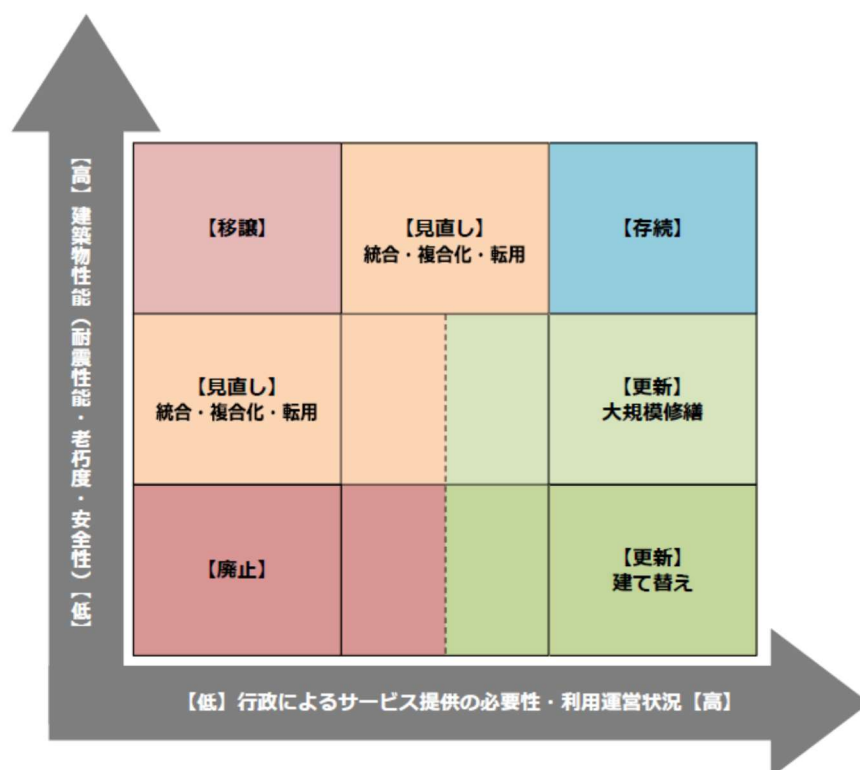 【高】建築物性能（耐震性能・老朽度・安全性）【低】
【移譲】
【見直し】
統合・複合化・転用
【存続】
【見直し】
統合・複合化・転用
【更新】
大規模修繕
【廃止】
【更新】
建て替え
【低】行政によるサービス提供の必要性・利用運営状況【高】